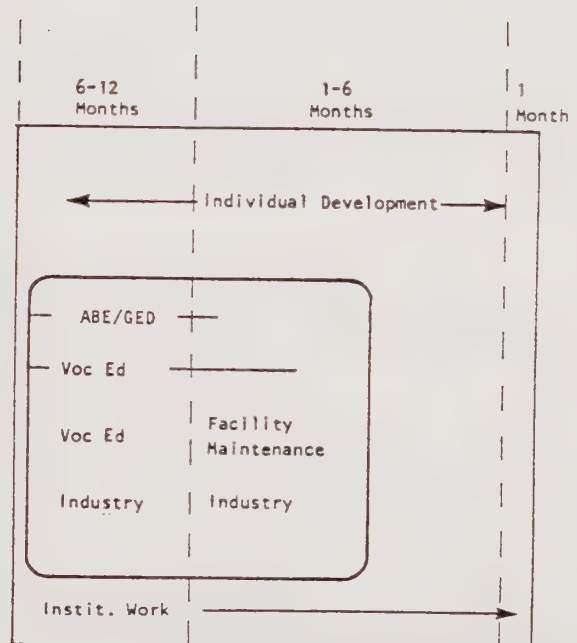 6-12
Months
1-6
Months
1
Month
Individual Development
ABE/GED
Voc Ed
Voc Ed
Facility
Maintenance
Industry
Industry
Instit. Work